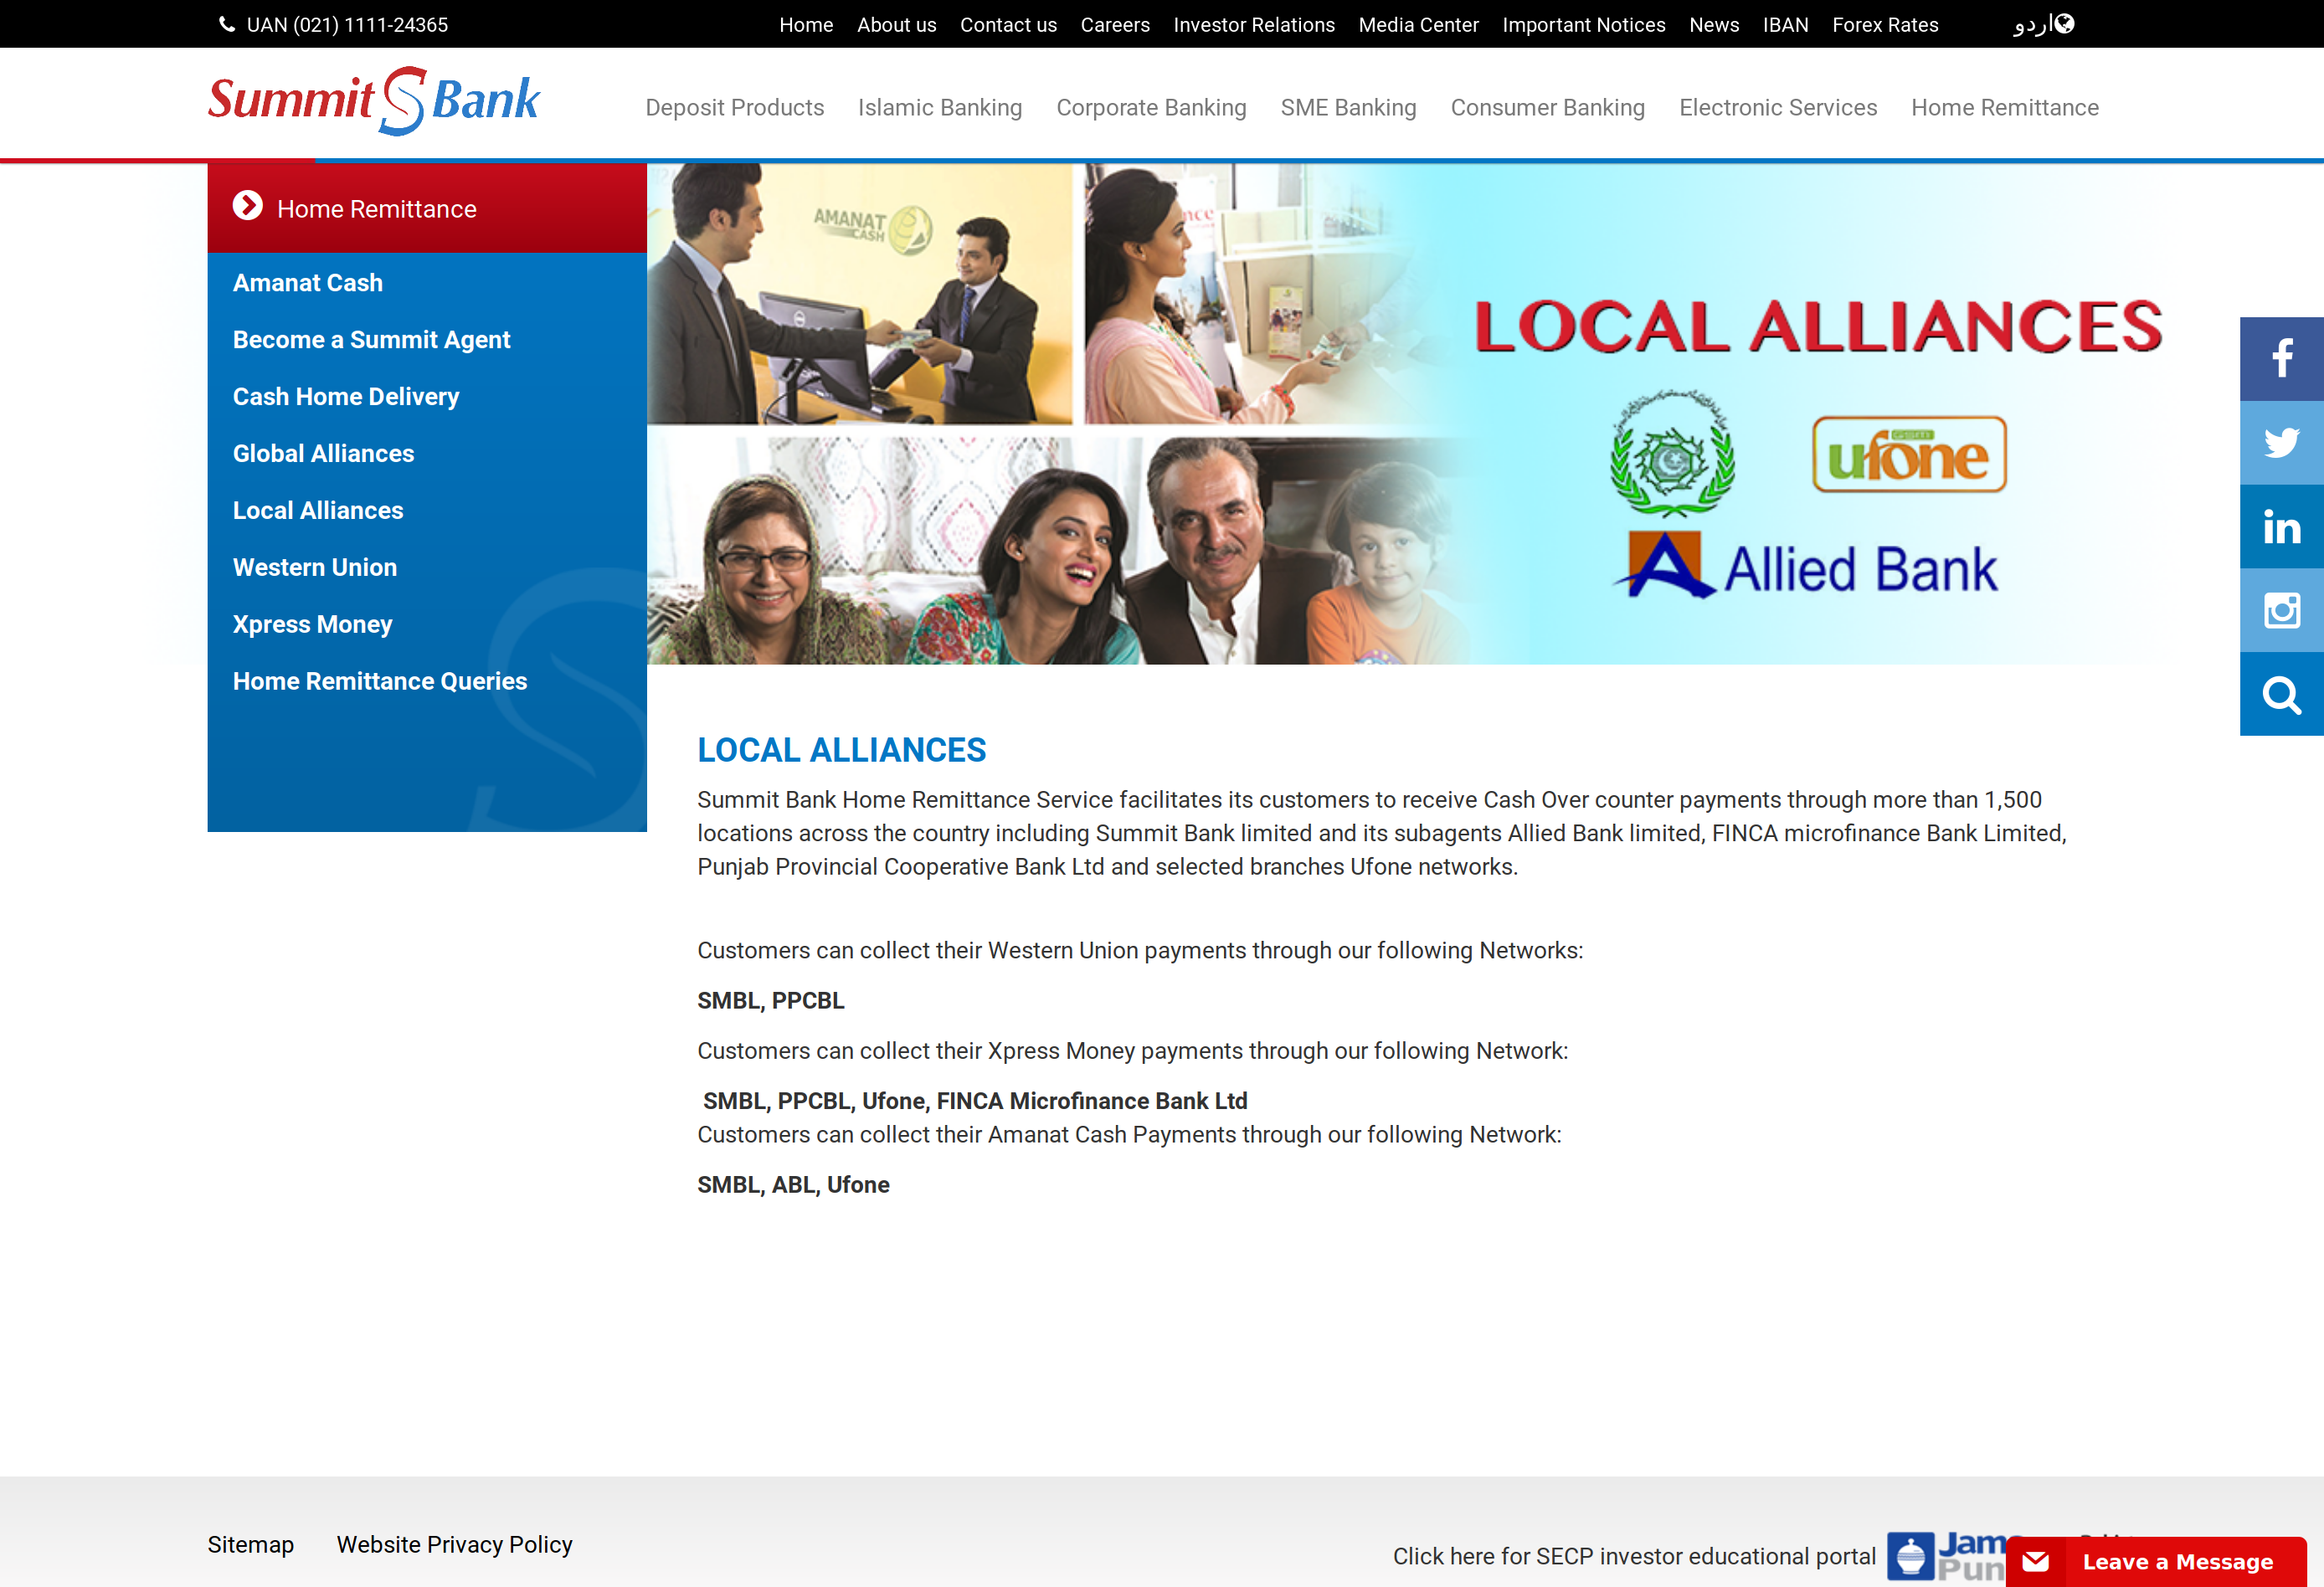 UAN (021) 1111-24365
Home About us Contact us Careers Investor Relations Media Center Important Notices News IBAN Forex Rates اردو
Summit S Bank
Deposit Products Islamic Banking Corporate Banking SME Banking Consumer Banking Electronic Services Home Remittance
Home Remittance
Amanat Cash
Become a Summit Agent
Cash Home Delivery
Global Alliances
Local Alliances
Western Union
Xpress Money
Home Remittance Queries
AMANAT
CASH
LOCAL ALLIANCES
ufone
Allied Bank
LOCAL ALLIANCES
Summit Bank Home Remittance Service facilitates its customers to receive Cash Over counter payments through more than 1,500
locations across the country including Summit Bank limited and its subagents Allied Bank limited, FINCA microfinance Bank Limited,
Punjab Provincial Cooperative Bank Ltd and selected branches Ufone networks.
Customers can collect their Western Union payments through our following Networks:
SMBL, PPCBL
Customers can collect their Xpress Money payments through our following Network:
SMBL, PPCBL, Ufone, FINCA Microfinance Bank Ltd
Customers can collect their Amanat Cash Payments through our following Network:
SMBL, ABL, Ufone
Sitemap Website Privacy Policy
Click here for SECP investor educational portal
Leave a Message